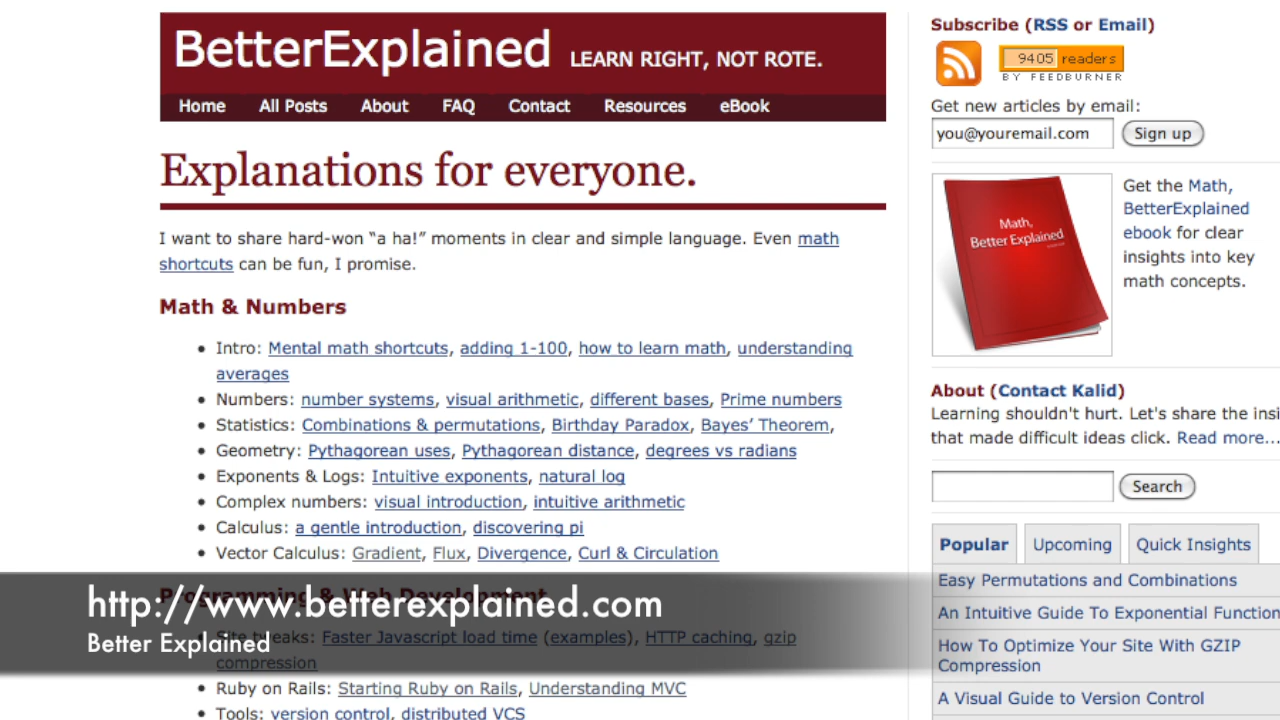 BetterExplained LEARN RIGHT, NOT ROTE.
Home All Posts About FAQ Contact Resources eBook
Explanations for everyone.
I want to share hard-won “a ha!” moments in clear and simple language. Even math
shortcuts can be fun, I promise.
Math & Numbers
• Intro: Mental math shortcuts, adding 1-100, how to learn math, understanding
averages
• Numbers: number systems, visual arithmetic, different bases, Prime numbers
• Statistics: Combinations & permutations, Birthday Paradox, Bayes’ Theorem,
• Geometry: Pythagorean uses, Pythagorean distance, degrees vs radians
• Exponents & Logs: Intuitive exponents, natural log
• Complex numbers: visual introduction, intuitive arithmetic
• Calculus: a gentle introduction, discovering pi
• Vector Calculus: Gradient, Flux, Divergence, Curl & Circulation
Programming & Web Development
http://www.betterexplained.com
• Site tweaks: Faster Javascript load time (examples), HTTP caching, gzip
Better Explained
compression
• Ruby on Rails: Starting Ruby on Rails, Understanding MVC
• Tools: version control, distributed VCS
Subscribe (RSS or Email)
9405 readers
BY FEEDBURNER
Get new articles by email:
you@youremail.com Sign up
Math,
Better Explained
Get the Math,
BetterExplained
ebook for clear
insights into key
math concepts.
About (Contact Kalid)
Learning shouldn't hurt. Let's share the insi
that made difficult ideas click. Read more...
Search
Popular Upcoming Quick Insights
Easy Permutations and Combinations
An Intuitive Guide To Exponential Function
How To Optimize Your Site With GZIP
Compression
A Visual Guide to Version Control